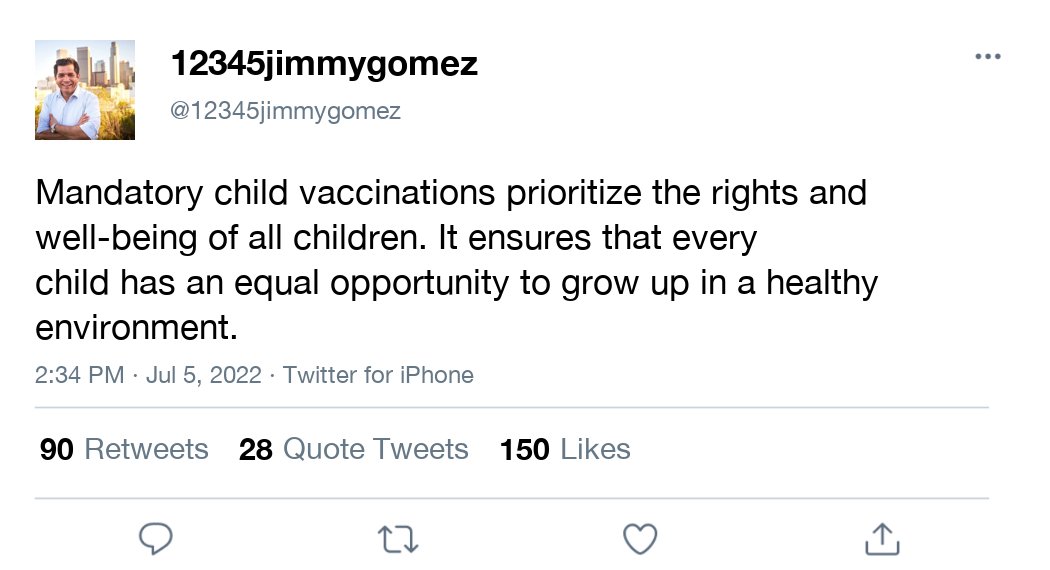 12345jimmygomez
@12345jimmygomez
Mandatory child vaccinations prioritize the rights and
well-being of all children. It ensures that every
child has an equal opportunity to grow up in a healthy
environment.
2:34 PM · Jul 5, 2022 · Twitter for iPhone
90 Retweets 28 Quote Tweets 150 Likes